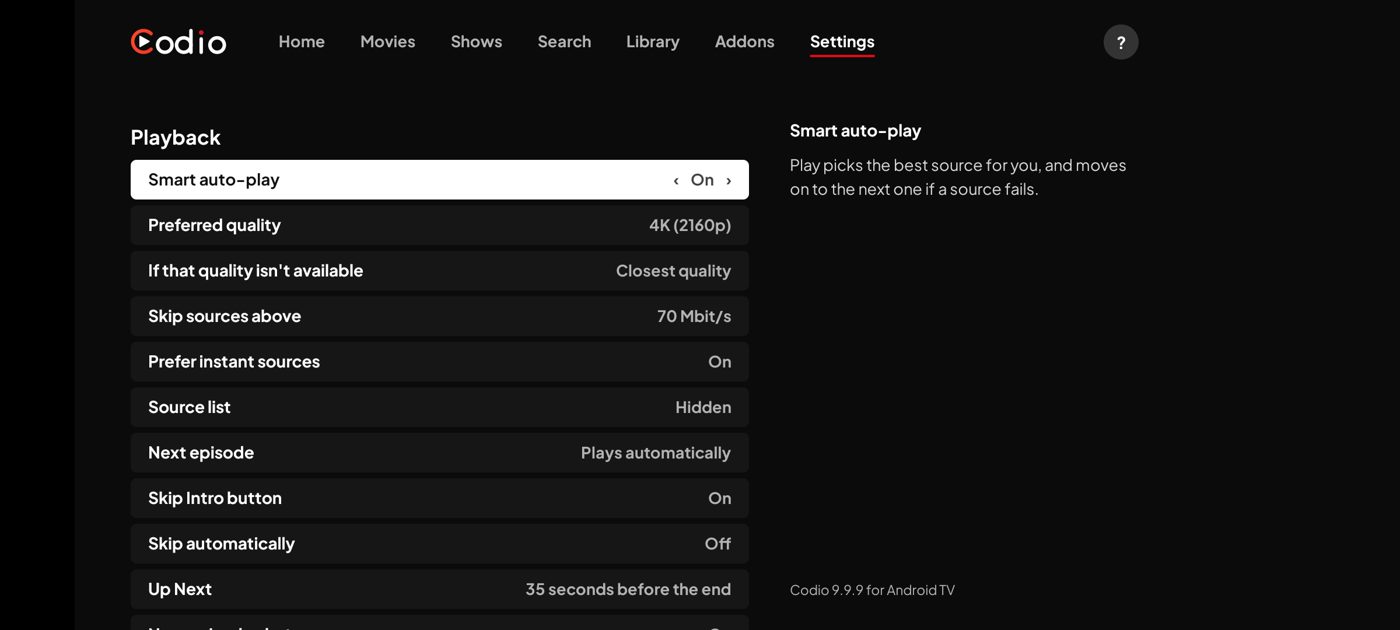 Codio
Home Movies Shows Search Library Addons Settings ?
Playback
Smart auto-play ‹ On ›
Preferred quality 4K (2160p)
If that quality isn't available Closest quality
Skip sources above 70 Mbit/s
Prefer instant sources On
Source list Hidden
Next episode Plays automatically
Skip Intro button On
Skip automatically Off
Up Next 35 seconds before the end
Smart auto-play
Play picks the best source for you, and moves
on to the next one if a source fails.
Codio 9.9.9 for Android TV